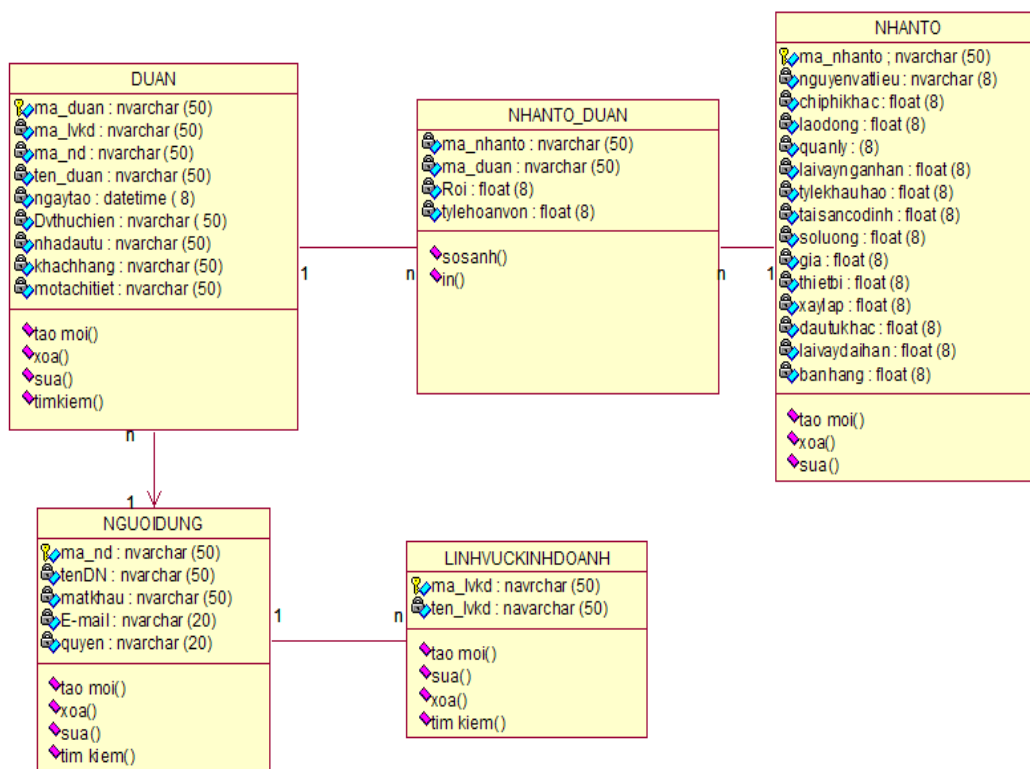 DUAN
ma_duan : nvarchar (50)
ma_lvkd : nvarchar (50)
ma_nd : nvarchar (50)
ten_duan : nvarchar (50)
ngaytao : datetime ( 8)
Dvthuchien : nvarchar ( 50)
nhadautu : nvarchar (50)
khachhang : nvarchar (50)
motachitiet : nvarchar (50)
tao moi()
xoa()
sua()
timkiem()
1
n
NHANTO_DUAN
ma_nhanto : nvarchar (50)
ma_duan : nvarchar (50)
Roi : float (8)
tylehoanvon : float (8)
sosanh()
in()
n
1
NHANTO
ma_nhanto ; nvarchar (50)
nguyenvatlieu : nvarchar (8)
chiphikhac : float (8)
laodong : float (8)
quanly : (8)
laivaynganhan : float (8)
tylekhauhao : float (8)
taisancodinh : float (8)
soluong : float (8)
gia : float (8)
thietbi : float (8)
xaylap : float (8)
dautukhac : float (8)
laivaydaihan : float (8)
banhang : float (8)
tao moi()
xoa()
sua()
n
1
NGUOIDUNG
ma_nd : nvarchar (50)
tenDN : nvarchar (50)
matkhau : nvarchar (50)
E-mail : nvarchar (20)
quyen : nvarchar (20)
tao moi()
xoa()
sua()
tim kiem()
1
n
LINHVUCKINHDOANH
ma_lvkd : navrchar (50)
ten_lvkd : navarchar (50)
tao moi()
sua()
xoa()
tim kiem()